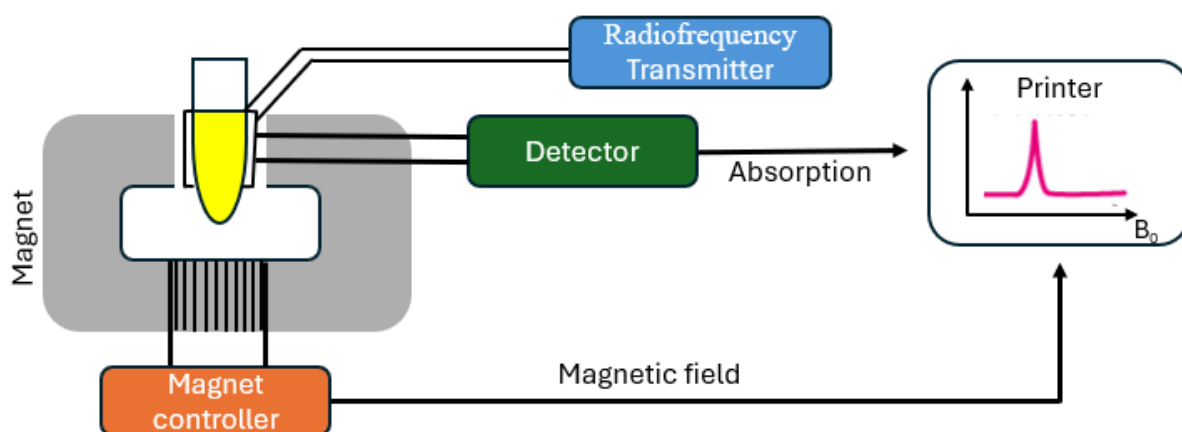 Radiofrequency
Transmitter
Printer
Detector
Absorption
B₀
Magnet
Magnetic field
Magnet
controller